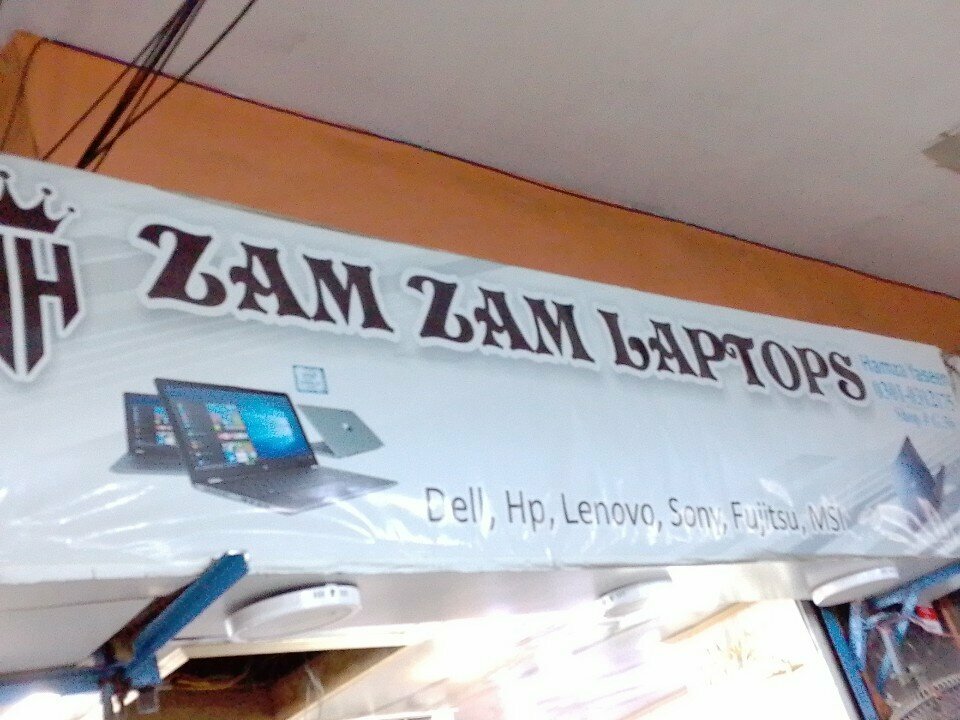 ZAM ZAM LAPTOPS
Dell, Hp, Lenovo, Sony, Fujitsu, MSI